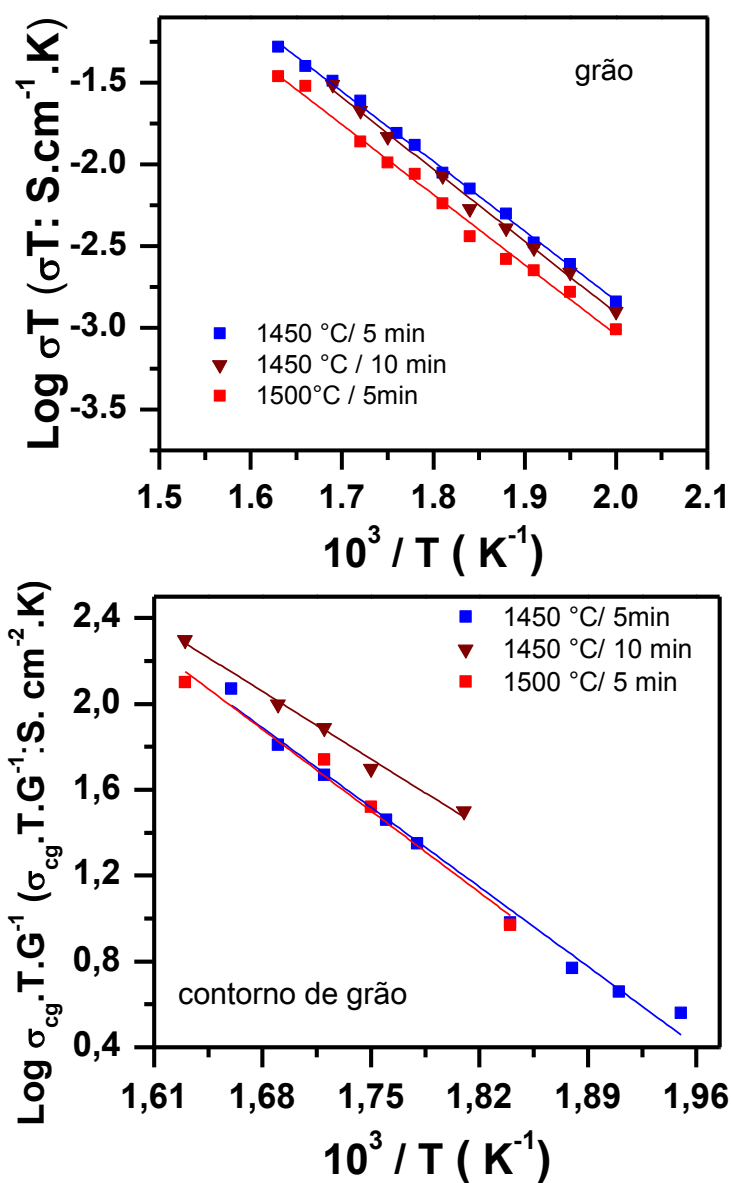 grão
-1.5
-2.0
-2.5
-3.0
-3.5
Log σT (σT: S.cm⁻¹.K)
1450 °C/ 5 min
1450 °C / 10 min
1500°C / 5min
1.5 1.6 1.7 1.8 1.9 2.0 2.1
10³ / T ( K⁻¹)
2,4
2,0
1,6
1,2
0,8
0,4
Log σcg.T.G⁻¹ (σcg.T.G⁻¹:S. cm⁻².K)
1450 °C/ 5min
1450 °C/ 10 min
1500 °C/ 5 min
contorno de grão
1,61 1,68 1,75 1,82 1,89 1,96
10³ / T ( K⁻¹)